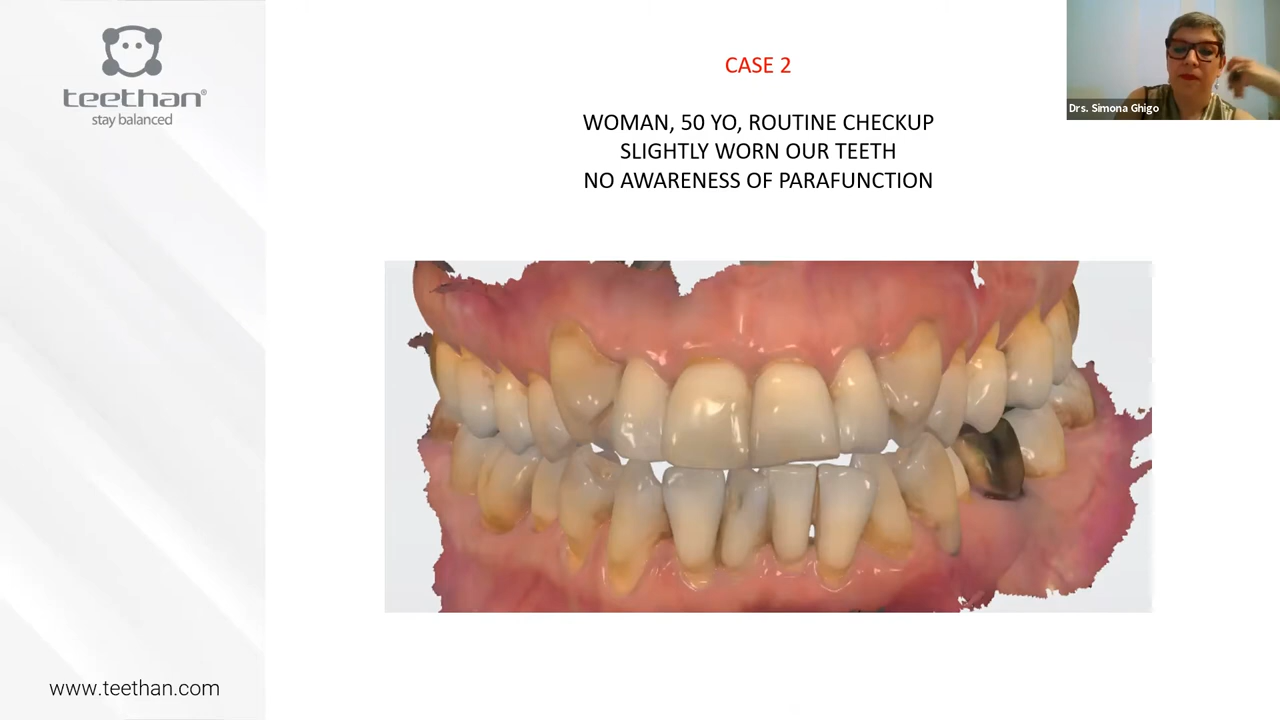 teethan®
stay balanced
CASE 2
WOMAN, 50 YO, ROUTINE CHECKUP
SLIGHTLY WORN OUR TEETH
NO AWARENESS OF PARAFUNCTION
Drs. Simona Ghigo
www.teethan.com